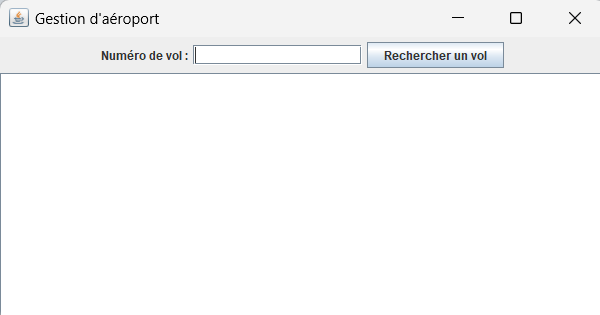 Gestion d'aéroport
Numéro de vol : Rechercher un vol